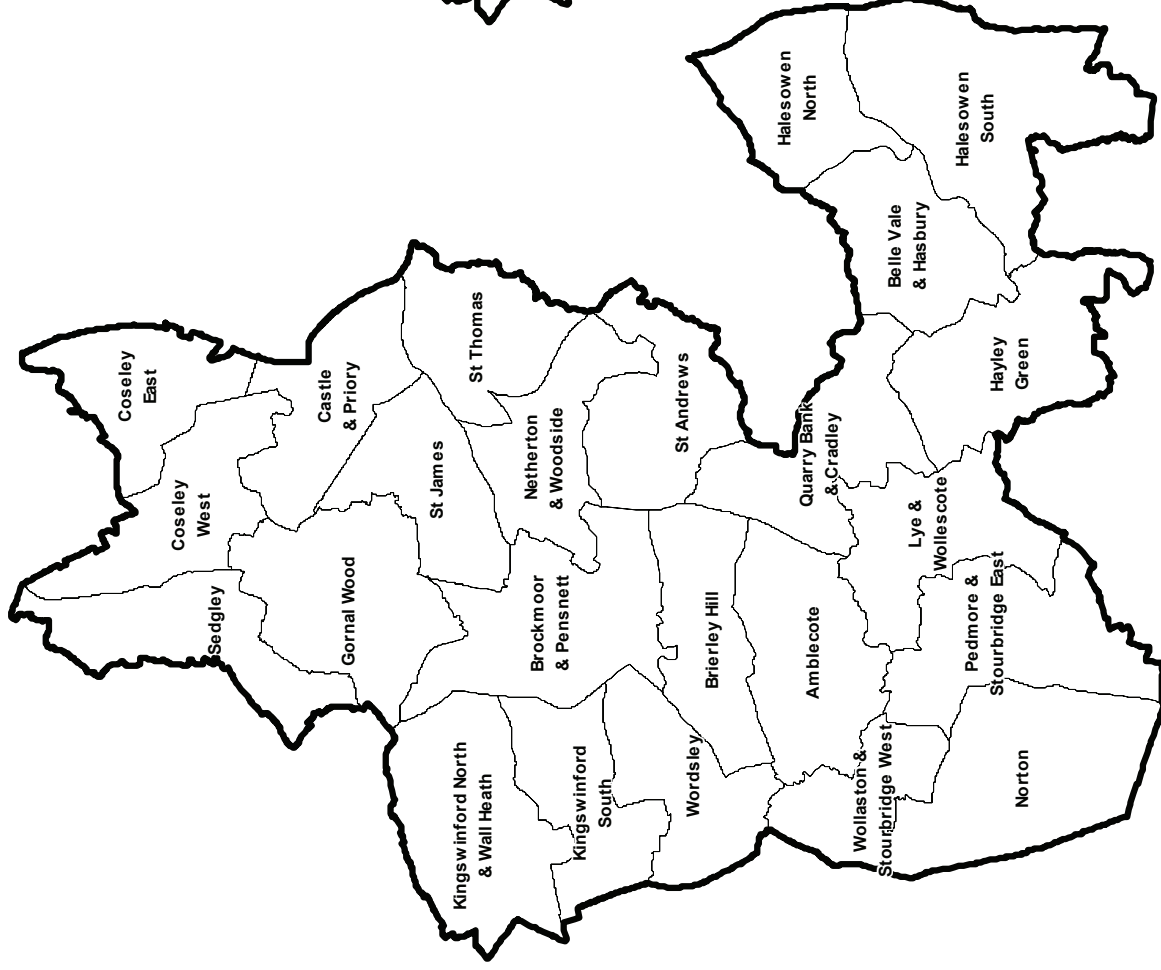 Halesowen
North
Halesowen
South
Belle Vale
& Hasbury
Hayley
Green
Coseley
East
Castle
& Priory
St Thomas
St Andrews
Quarry Bank
& Cradley
Coseley
West
St James
Netherton
& Woodside
Lye &
Wollescote
Sedgley
Gornal Wood
Brockmoor
& Pensnett
Brierley Hill
Amblecote
Pedmore &
Stourbridge East
Kingswinford North
& Wall Heath
Kingswinford
South
Wordsley
Wollaston &
Stourbridge West
Norton